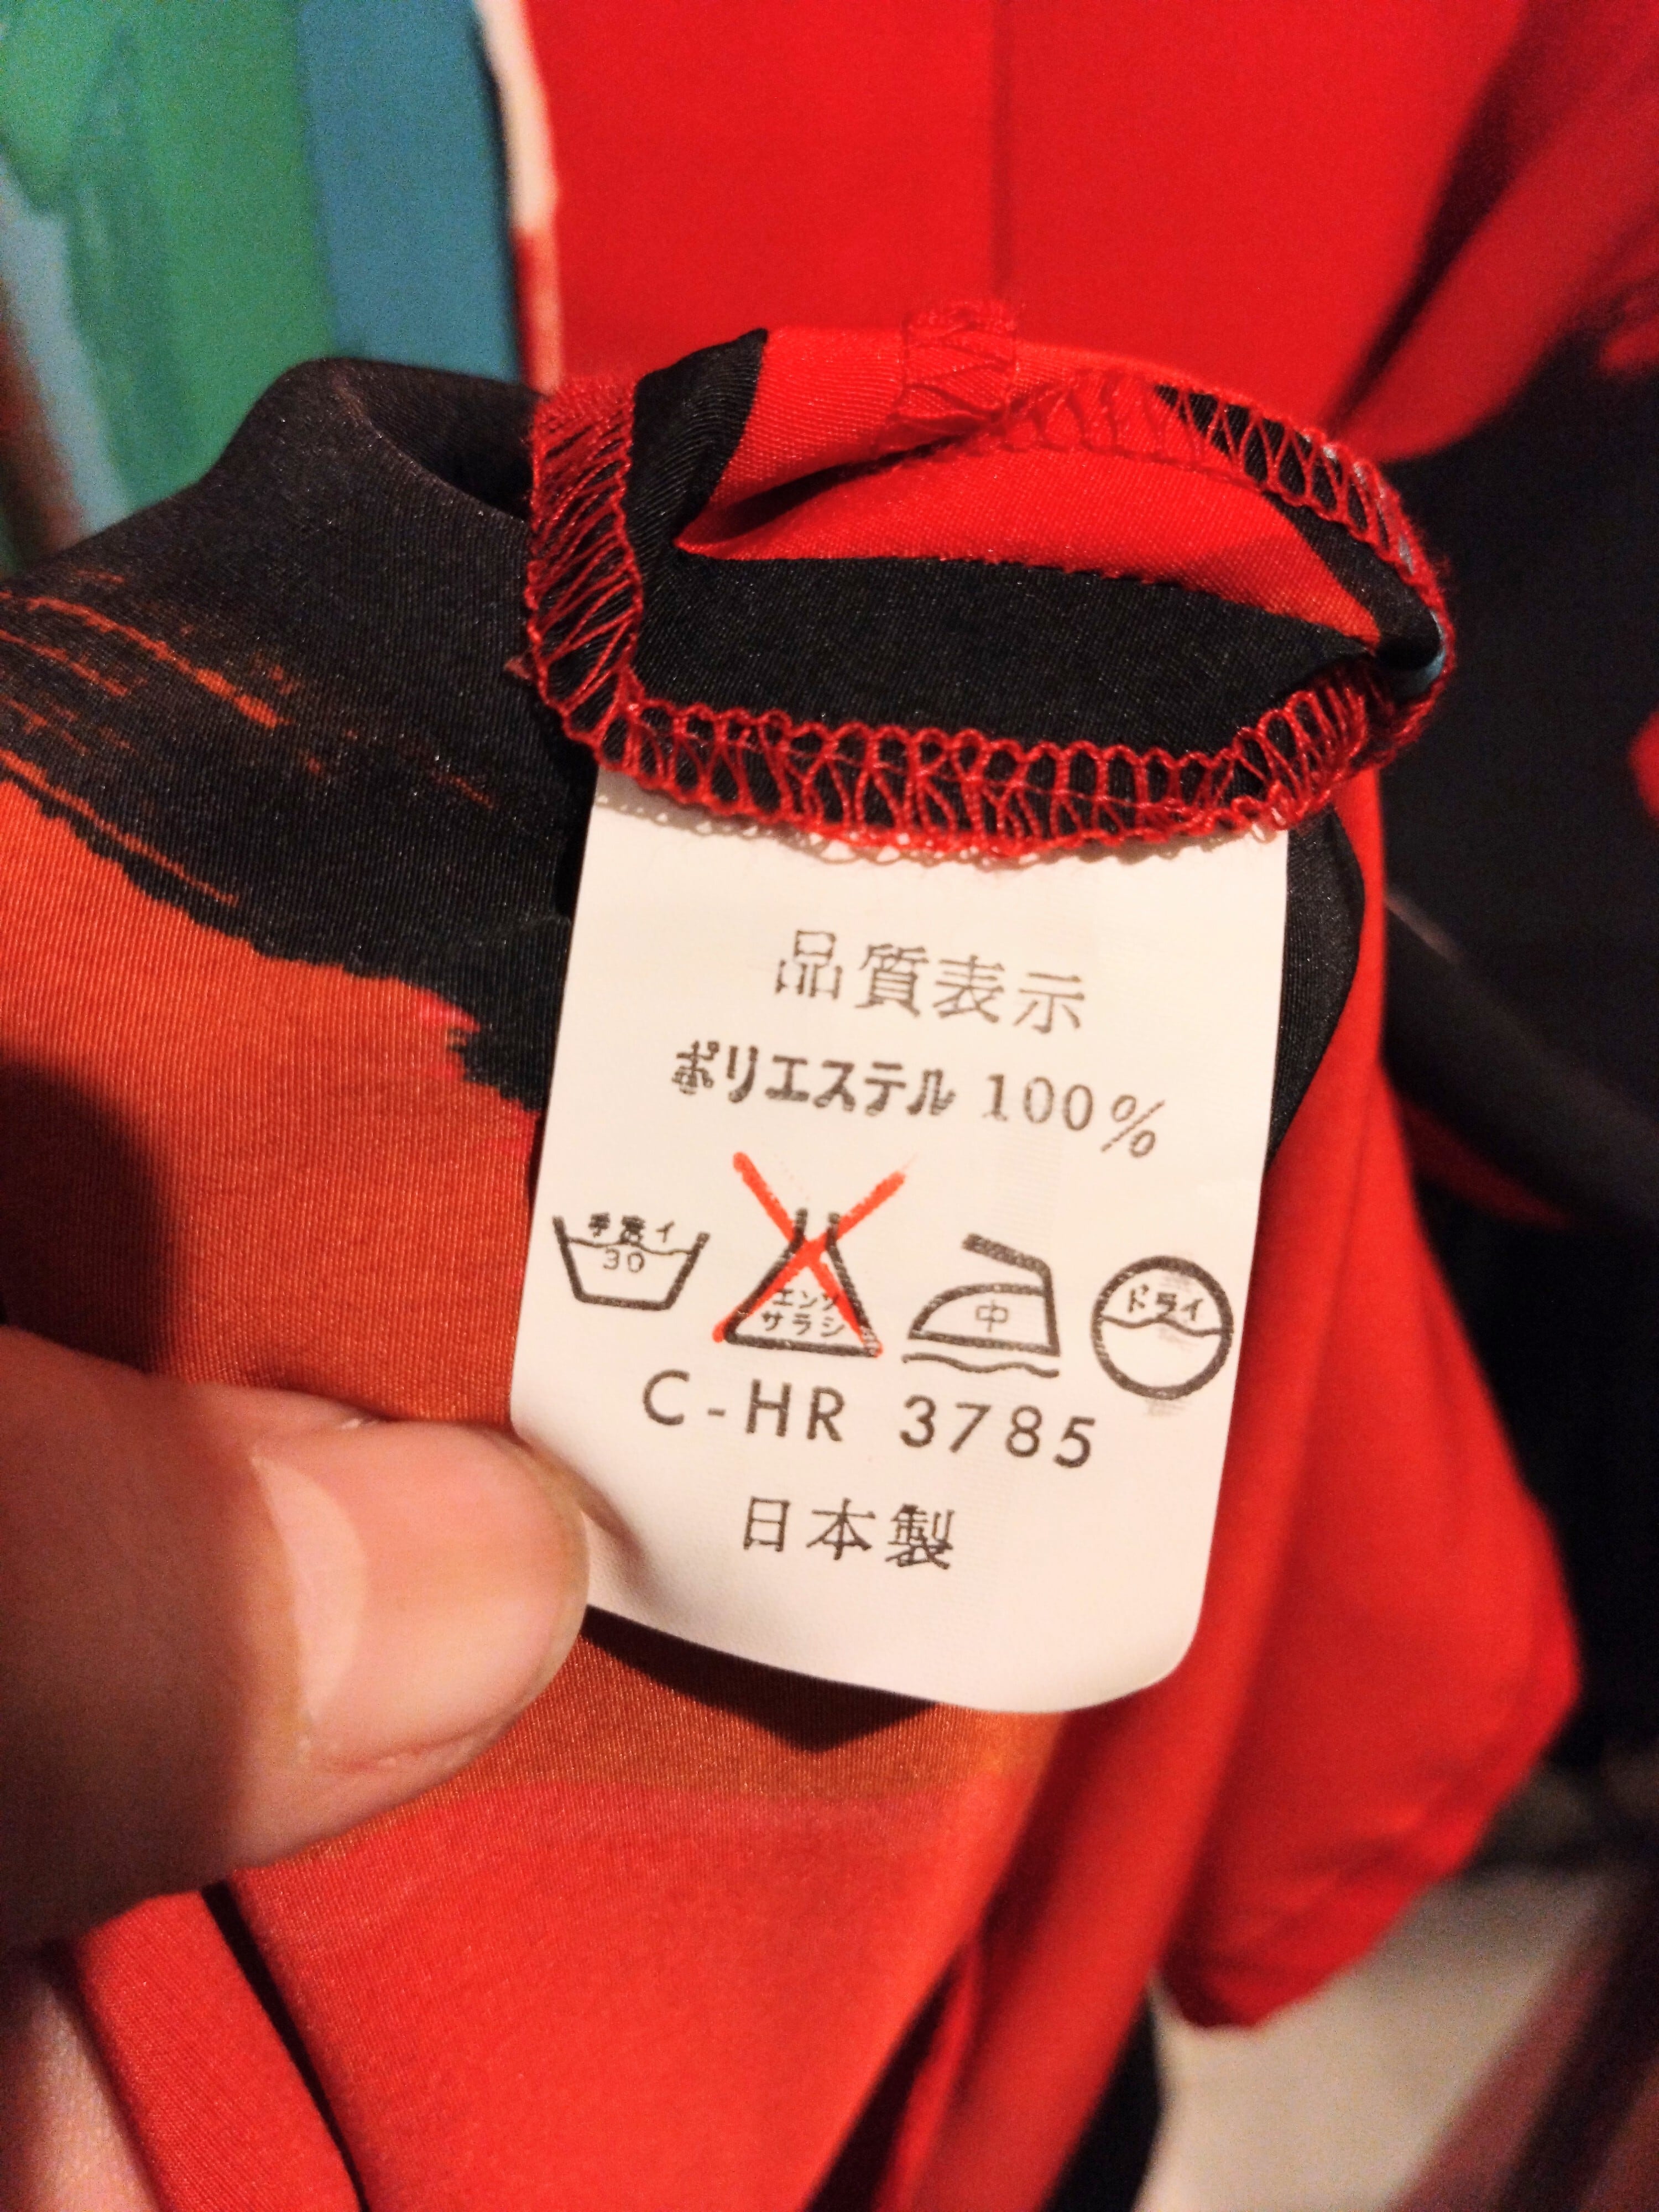 品質表示
ポリエステル 100%
手洗イ
30
エンソ
サラシ
中
ドライ
C-HR 3785
日本製